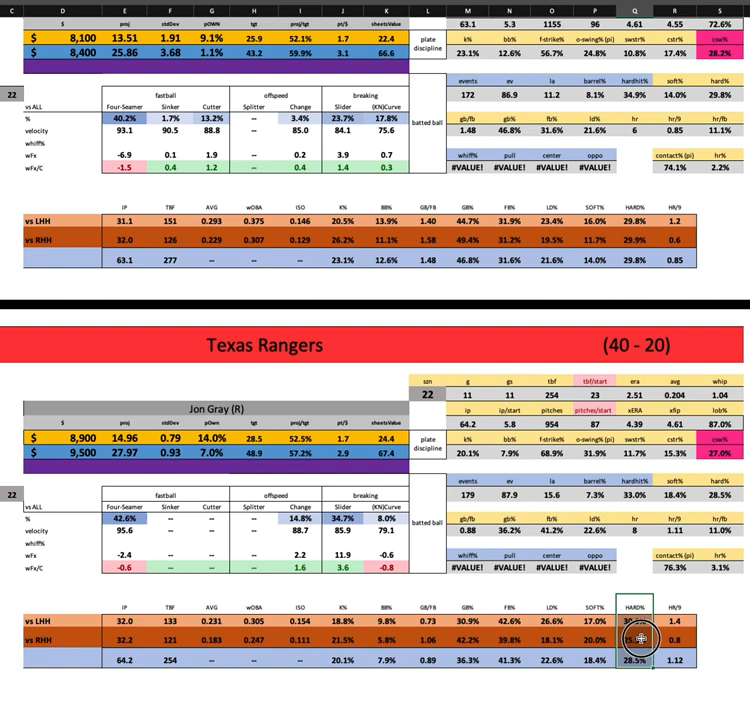 C D E F G H I J K L M N O P Q R S
$ proj stdDev pOWN tgt proj/tgt pt/$ sheetsValue 63.1 5.3 1155 96 4.61 4.55 72.6%
$ 8,100 13.51 1.91 9.1% 25.9 52.1% 1.7 22.4 plate discipline k% bb% f-strike% o-swing% (pi) swstr% cstr% csw%
$ 8,400 25.86 3.68 1.1% 43.2 59.9% 3.1 66.6 23.1% 12.6% 56.7% 24.8% 10.8% 17.4% 28.2%
events ev la barrel% hardhit% soft% hard%
22 fastball offspeed breaking 172 86.9 11.2 8.1% 34.9% 14.0% 29.8%
vs ALL Four-Seamer Sinker Cutter Splitter Change Slider (KN)Curve
% 40.2% 1.7% 13.2% -- 3.4% 23.7% 17.8% batted ball gb/fb gb% fb% ld% hr hr/9 hr/fb
velocity 93.1 90.5 88.8 -- 85.0 84.1 75.6 1.48 46.8% 31.6% 21.6% 6 0.85 11.1%
whiff%
wFx -6.9 0.1 1.9 -- 0.2 3.9 0.7 whiff% pull center oppo contact% (pi) hr%
wFx/C -1.5 0.4 1.2 -- 0.4 1.4 0.3 #VALUE! #VALUE! #VALUE! #VALUE! 74.1% 2.2%
IP TBF AVG wOBA ISO K% BB% GB/FB GB% FB% LD% SOFT% HARD% HR/9
vs LHH 31.1 151 0.293 0.375 0.146 20.5% 13.9% 1.40 44.7% 31.9% 23.4% 16.0% 29.8% 1.2
vs RHH 32.0 126 0.229 0.307 0.129 26.2% 11.1% 1.58 49.4% 31.2% 19.5% 11.7% 29.9% 0.6
63.1 277 -- -- -- 23.1% 12.6% 1.48 46.8% 31.6% 21.6% 14.0% 29.8% 0.85
Texas Rangers (40 - 20)
szn g gs tbf tbf/start era avg whip
22 11 11 254 23 2.51 0.204 1.04
Jon Gray (R) ip ip/start pitches pitches/start xERA xfip lob%
$ proj stdDev pOwn tgt proj/tgt pt/$ sheetsValue 64.2 5.8 954 87 4.39 4.61 87.0%
$ 8,900 14.96 0.79 14.0% 28.5 52.5% 1.7 24.4 plate discipline k% bb% f-strike% o-swing% (pi) swstr% cstr% csw%
$ 9,500 27.97 0.93 7.0% 48.9 57.2% 2.9 67.4 20.1% 7.9% 68.9% 31.9% 11.7% 15.3% 27.0%
events ev la barrel% hardhit% soft% hard%
22 fastball offspeed breaking 179 87.9 15.6 7.3% 33.0% 18.4% 28.5%
vs ALL Four-Seamer Sinker Cutter Splitter Change Slider (KN)Curve
% 42.6% -- -- -- 14.8% 34.7% 8.0% batted ball gb/fb gb% fb% ld% hr hr/9 hr/fb
velocity 95.6 -- -- -- 88.7 85.9 79.1 0.88 36.2% 41.2% 22.6% 8 1.11 11.0%
whiff%
wFx -2.4 -- -- -- 2.2 11.9 -0.6 whiff% pull center oppo contact% (pi) hr%
wFx/C -0.6 -- -- -- 1.6 3.6 -0.8 #VALUE! #VALUE! #VALUE! #VALUE! 76.3% 3.1%
IP TBF AVG wOBA ISO K% BB% GB/FB GB% FB% LD% SOFT% HARD% HR/9
vs LHH 32.0 133 0.231 0.305 0.154 18.8% 9.8% 0.73 30.9% 42.6% 26.6% 17.0% 1.4
vs RHH 32.2 121 0.183 0.247 0.111 21.5% 5.8% 1.06 42.2% 39.8% 18.1% 20.0% 0.8
64.2 254 -- -- -- 20.1% 7.9% 0.89 36.3% 41.3% 22.6% 18.4% 28.5% 1.12